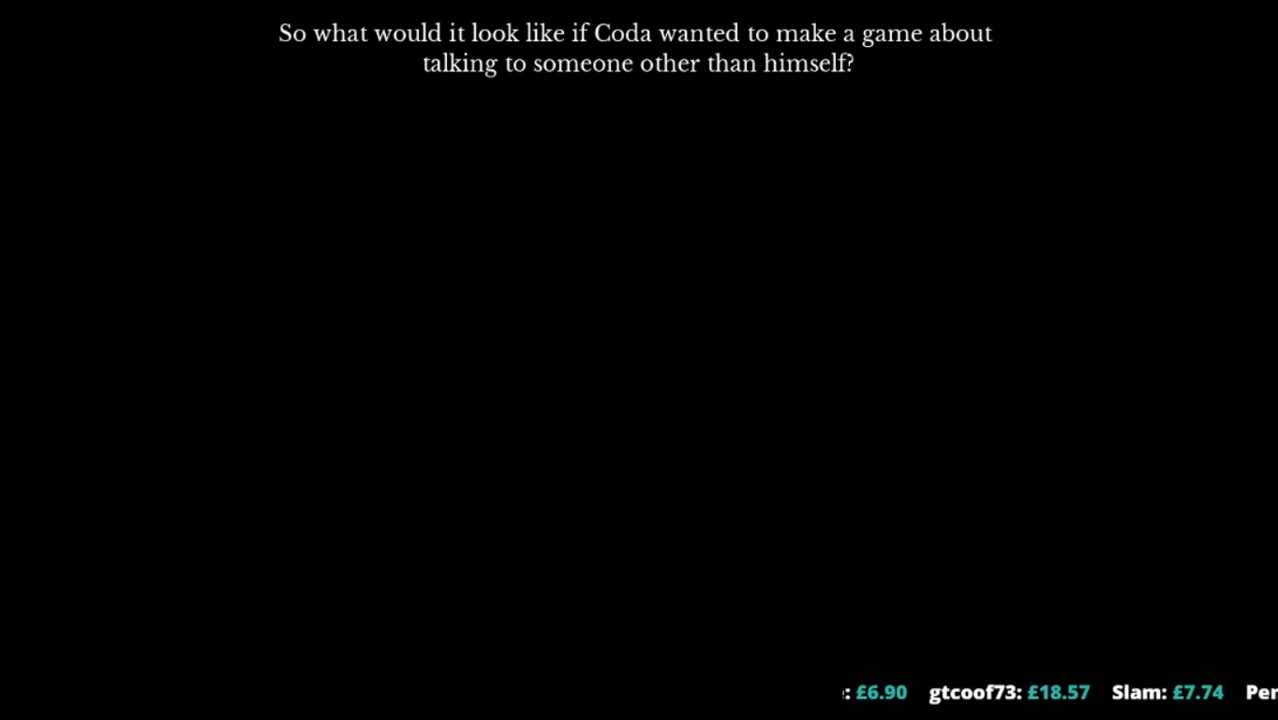 So what would it look like if Coda wanted to make a game about
talking to someone other than himself?
: £6.90 gtcoof73: £18.57 Slam: £7.74 Per